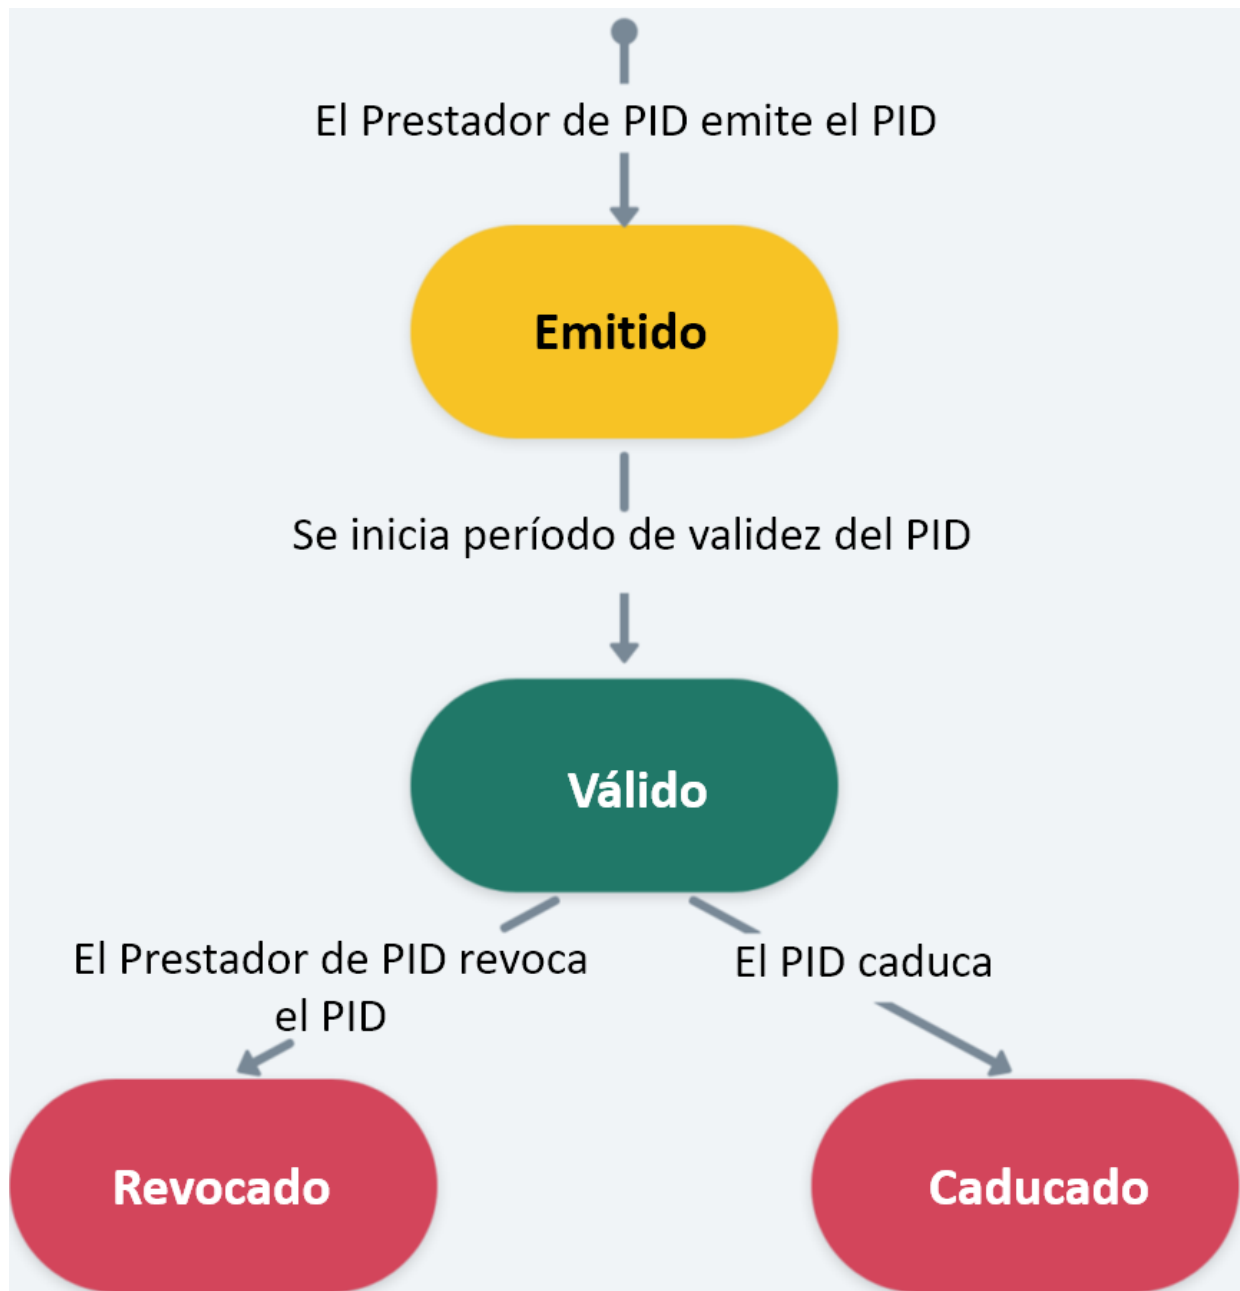 El Prestador de PID emite el PID
Emitido
Se inicia período de validez del PID
Válido
El Prestador de PID revoca
el PID
El PID caduca
Revocado
Caducado